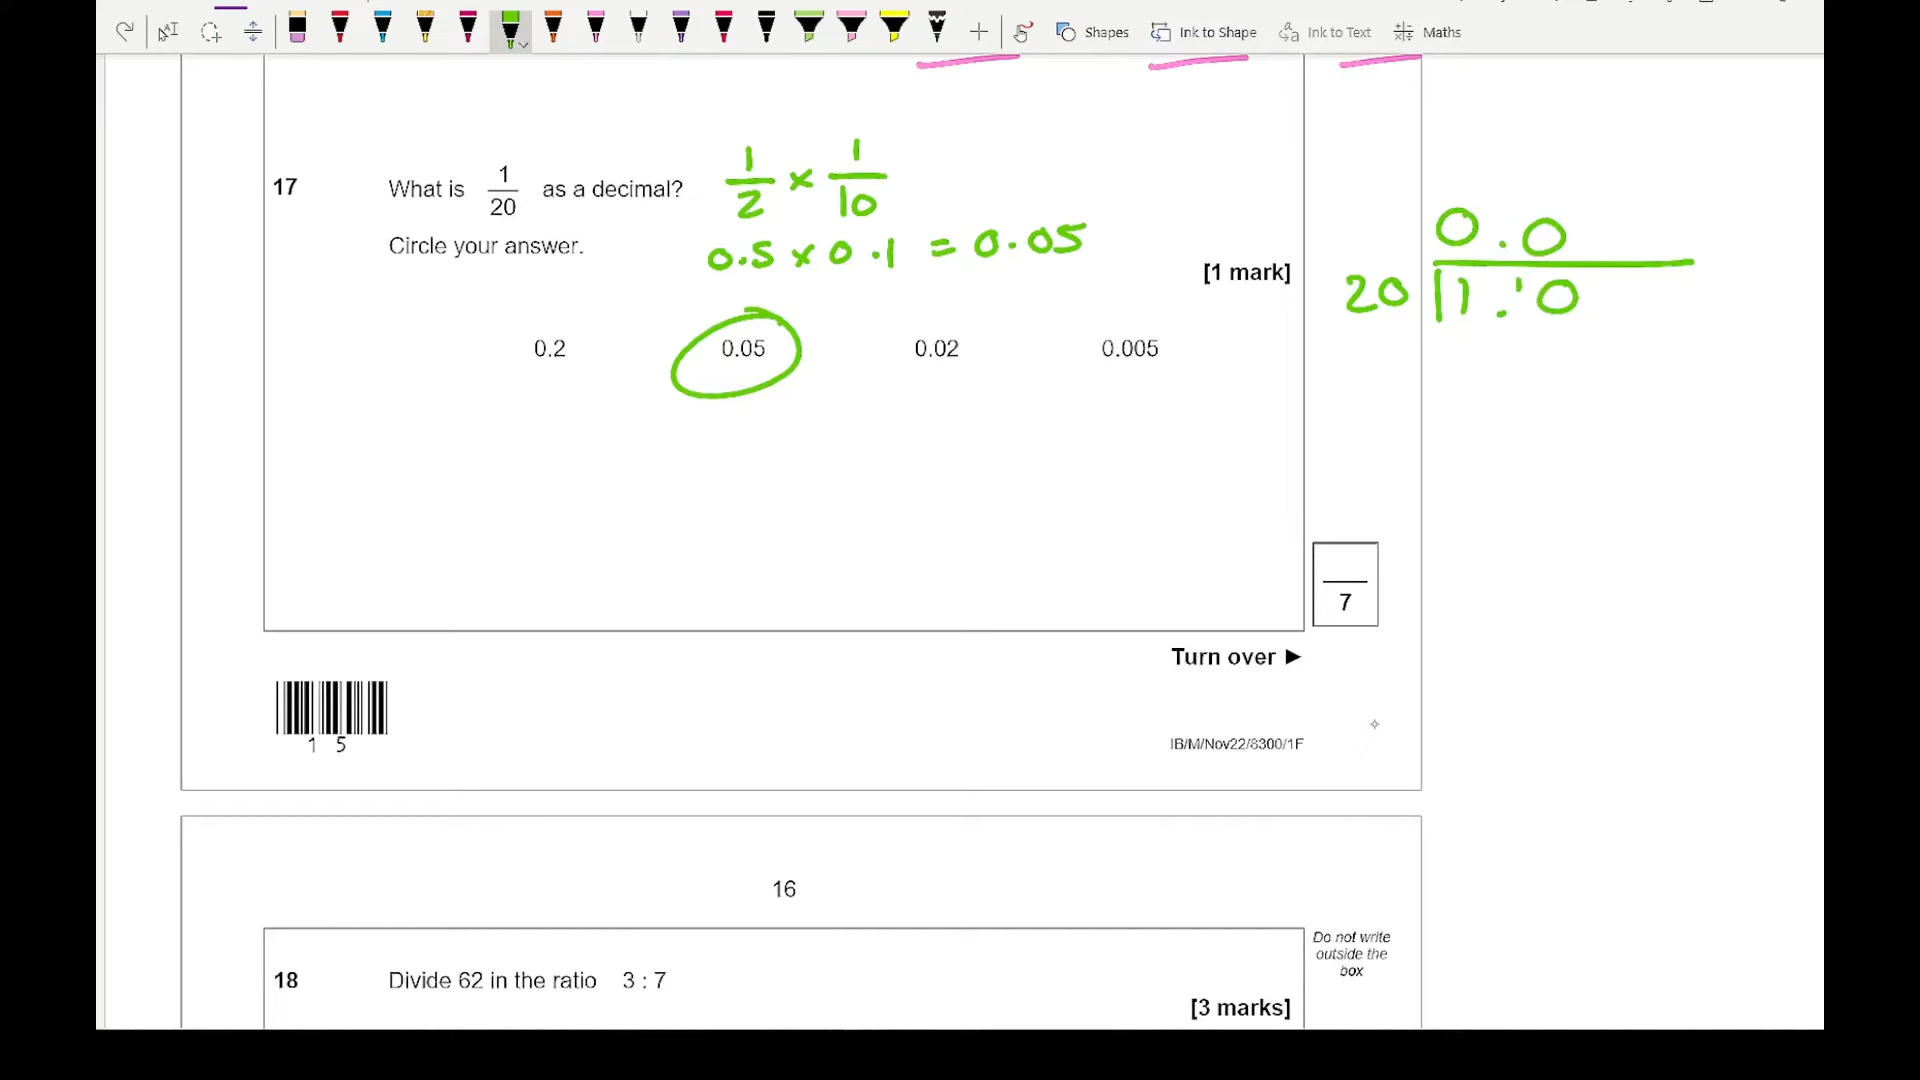 Shapes Ink to Shape Ink to Text Maths
17 What is 1/20 as a decimal? 1/2 × 1/10
Circle your answer. 0.5 × 0.1 = 0.05
[1 mark]
0.0
20 1.¹0
0.2 0.05 0.02 0.005
7
Turn over ►
1 5
IB/M/Nov22/8300/1F
16
Do not write
outside the
box
18 Divide 62 in the ratio 3 : 7
[3 marks]